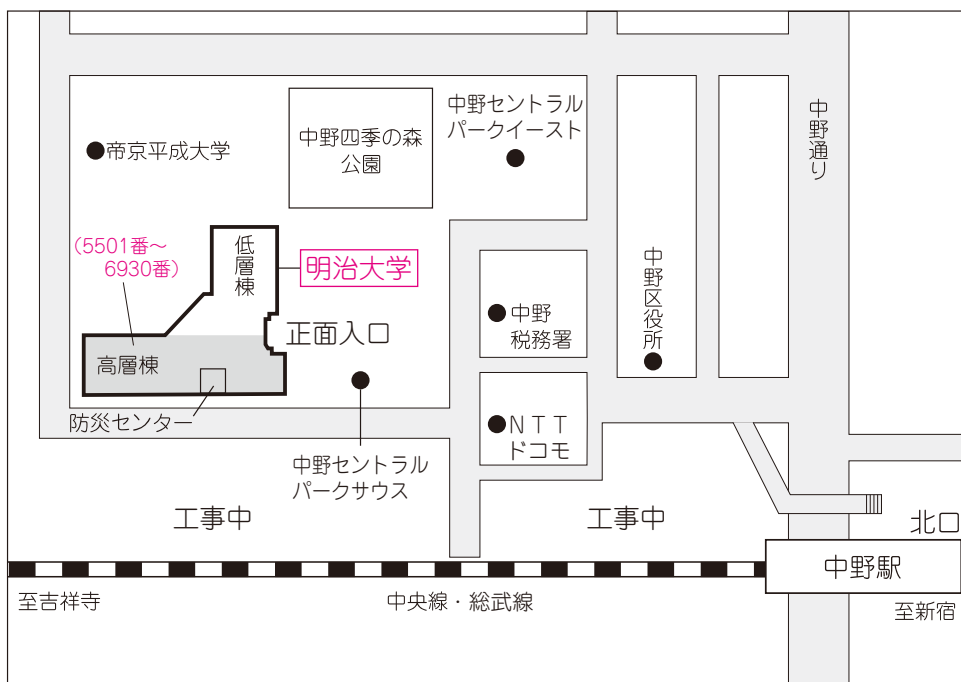 中野セントラル
パークイースト
中野四季の森
公園
帝京平成大学
中野通り
(5501番～
6930番)
低層棟
明治大学
正面入口
高層棟
防災センター
中野
税務署
中野区役所
NTT
ドコモ
中野セントラル
パークサウス
工事中
工事中
北口
中野駅
至吉祥寺
中央線・総武線
至新宿